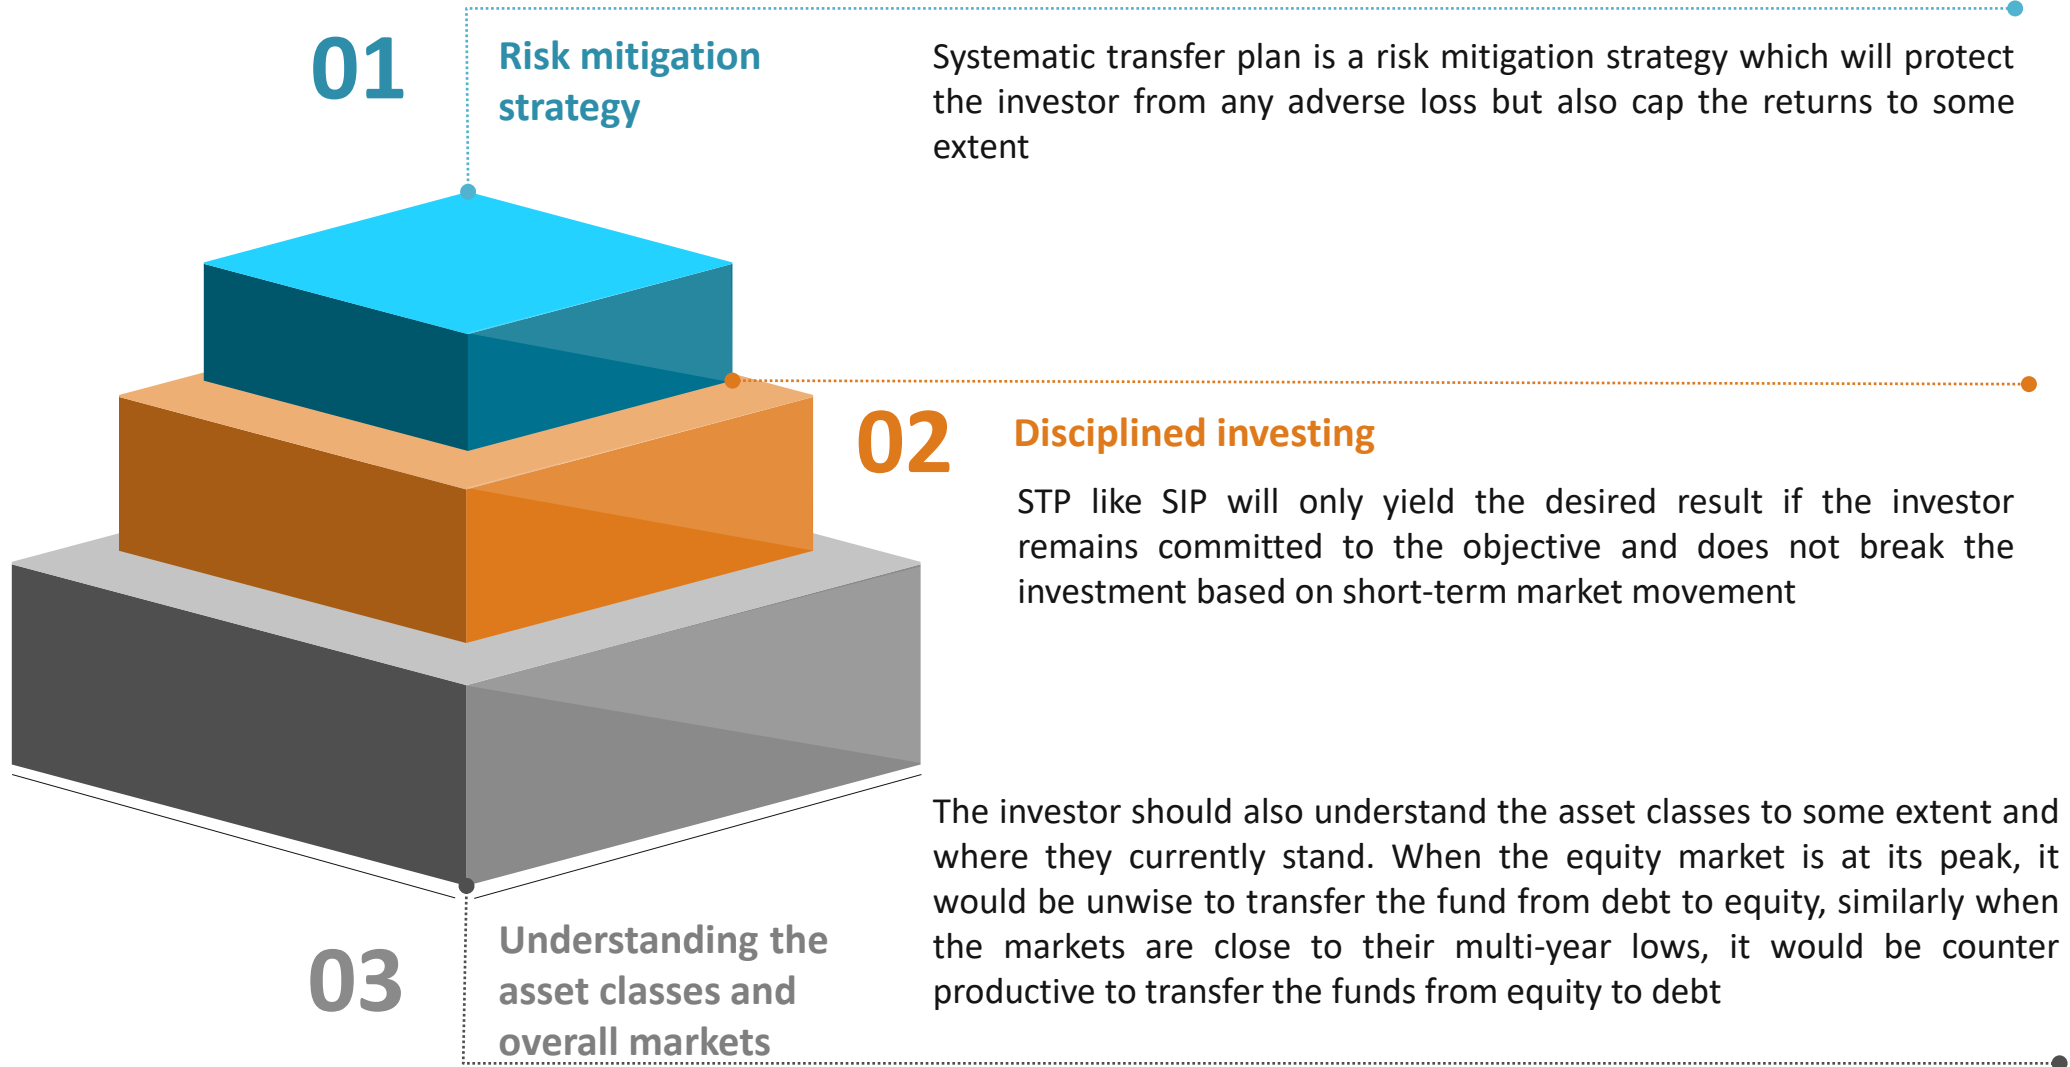 01
Risk mitigation
strategy
Systematic transfer plan is a risk mitigation strategy which will protect
the investor from any adverse loss but also cap the returns to some
extent
02
Disciplined investing
STP like SIP will only yield the desired result if the investor
remains committed to the objective and does not break the
investment based on short-term market movement
03
Understanding the
asset classes and
overall markets
The investor should also understand the asset classes to some extent and
where they currently stand. When the equity market is at its peak, it
would be unwise to transfer the fund from debt to equity, similarly when
the markets are close to their multi-year lows, it would be counter
productive to transfer the funds from equity to debt